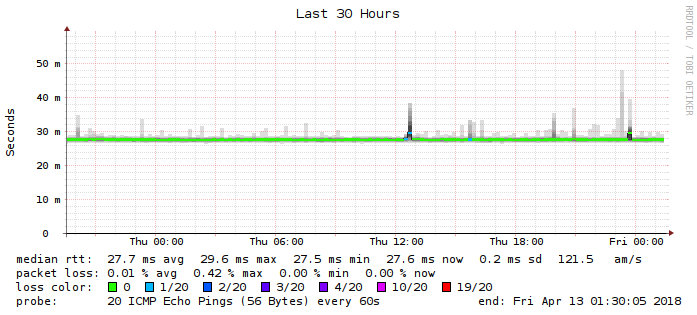 Last 30 Hours
RRDTOOL / TOBI OETIKER
Seconds
50 m
40 m
30 m
20 m
10 m
0
Thu 00:00 Thu 06:00 Thu 12:00 Thu 18:00 Fri 00:00
median rtt: 27.7 ms avg 29.6 ms max 27.5 ms min 27.6 ms now 0.2 ms sd 121.5 am/s
packet loss: 0.01 % avg 0.42 % max 0.00 % min 0.00 % now
loss color: 0 1/20 2/20 3/20 4/20 10/20 19/20
probe: 20 ICMP Echo Pings (56 Bytes) every 60s end: Fri Apr 13 01:30:05 2018